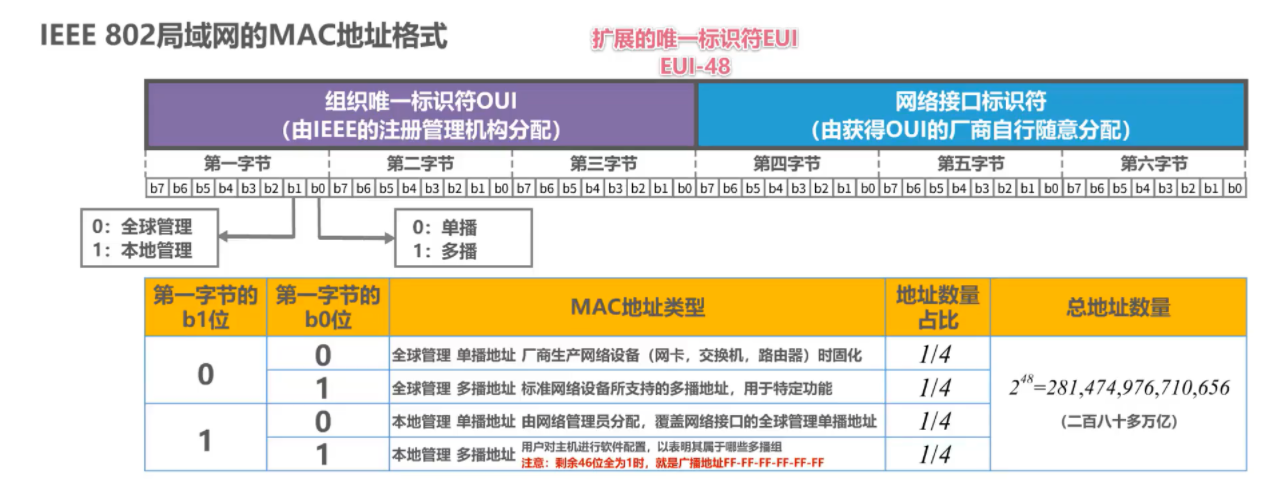 IEEE 802局域网的MAC地址格式
扩展的唯一标识符EUI
EUI-48
组织唯一标识符OUI
（由IEEE的注册管理机构分配）
网络接口标识符
（由获得OUI的厂商自行随意分配）
第一字节 第二字节 第三字节 第四字节 第五字节 第六字节
b7 b6 b5 b4 b3 b2 b1 b0 b7 b6 b5 b4 b3 b2 b1 b0 b7 b6 b5 b4 b3 b2 b1 b0 b7 b6 b5 b4 b3 b2 b1 b0 b7 b6 b5 b4 b3 b2 b1 b0 b7 b6 b5 b4 b3 b2 b1 b0
0：全球管理
1：本地管理
0：单播
1：多播
第一字节的
b1位
第一字节的
b0位
MAC地址类型
地址数量
占比
总地址数量
0
0
全球管理 单播地址 厂商生产网络设备（网卡，交换机，路由器）时固化
1/4
1
全球管理 多播地址 标准网络设备所支持的多播地址，用于特定功能
1/4
1
0
本地管理 单播地址 由网络管理员分配，覆盖网络接口的全球管理单播地址
1/4
1
本地管理 多播地址
用户对主机进行软件配置，以表明其属于哪些多播组
注意：剩余46位全为1时，就是广播地址FF-FF-FF-FF-FF-FF
1/4
2^48=281,474,976,710,656
（二百八十多万亿）